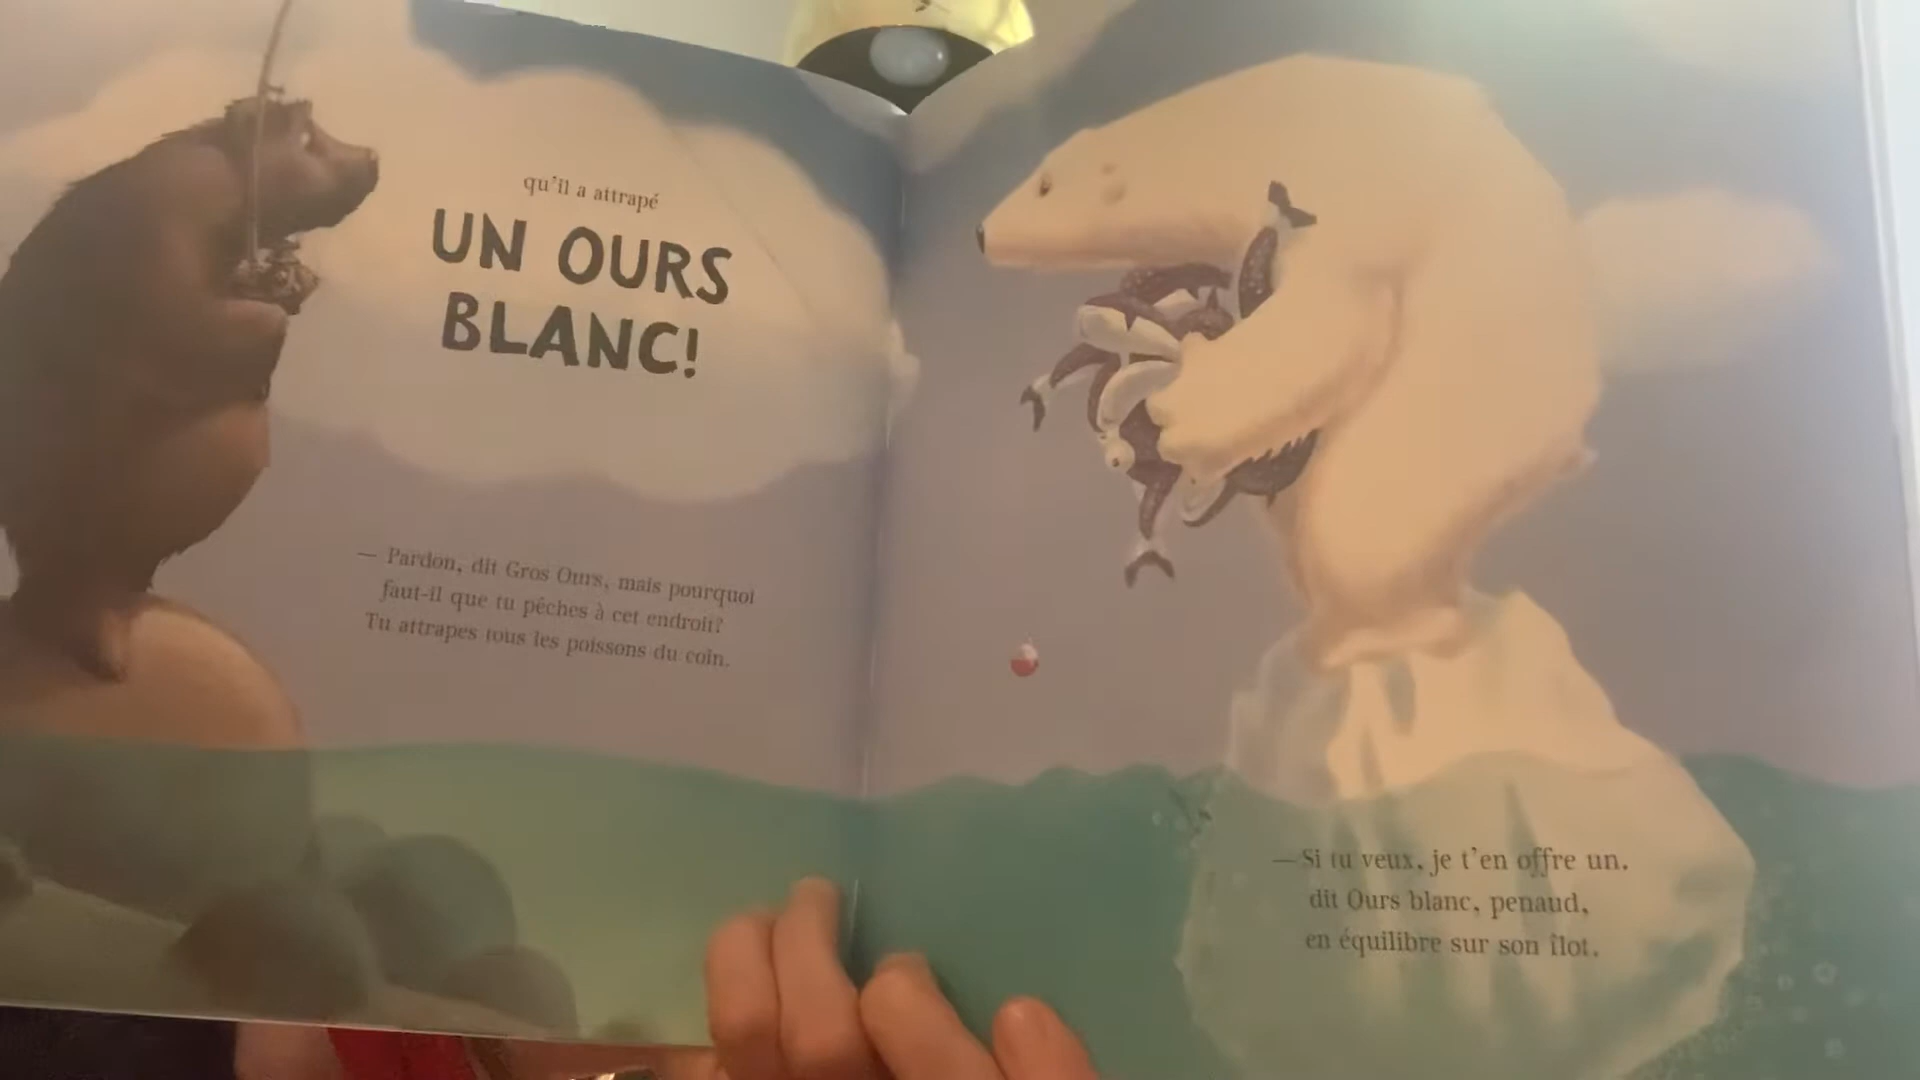 qu'il a attrapé
UN OURS
BLANC!
— Pardon, dit Gros Ours, mais pourquoi
faut-il que tu pêches à cet endroit?
Tu attrapes tous les poissons du coin.
— Si tu veux, je t'en offre un,
dit Ours blanc, penaud,
en équilibre sur son îlot.